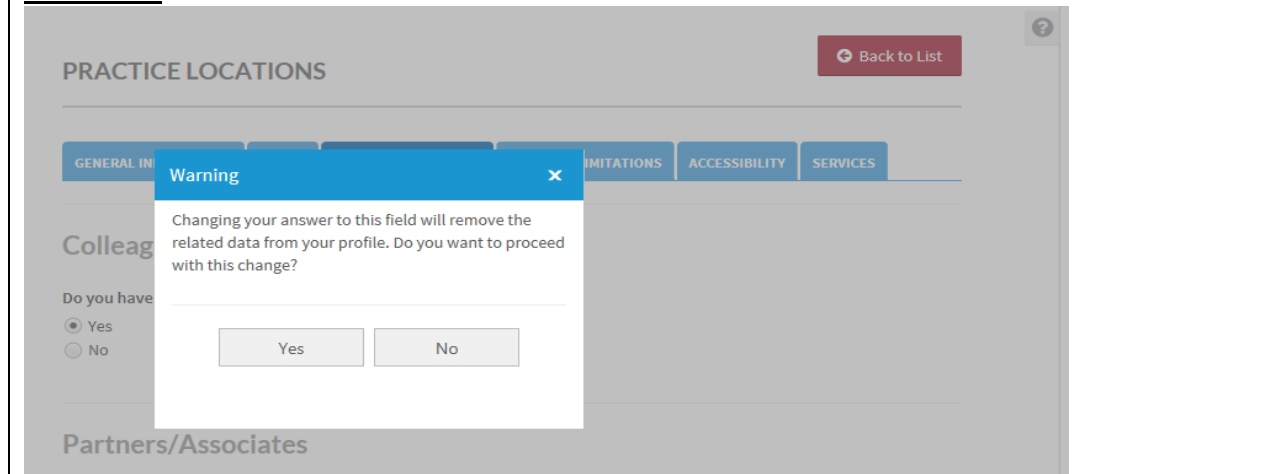 PRACTICE LOCATIONS
Back to List
GENERAL IN
IMITATIONS
ACCESSIBILITY
SERVICES
Warning
Changing your answer to this field will remove the
related data from your profile. Do you want to proceed
with this change?
Yes
No
Colleag
Do you have
Yes
No
Partners/Associates